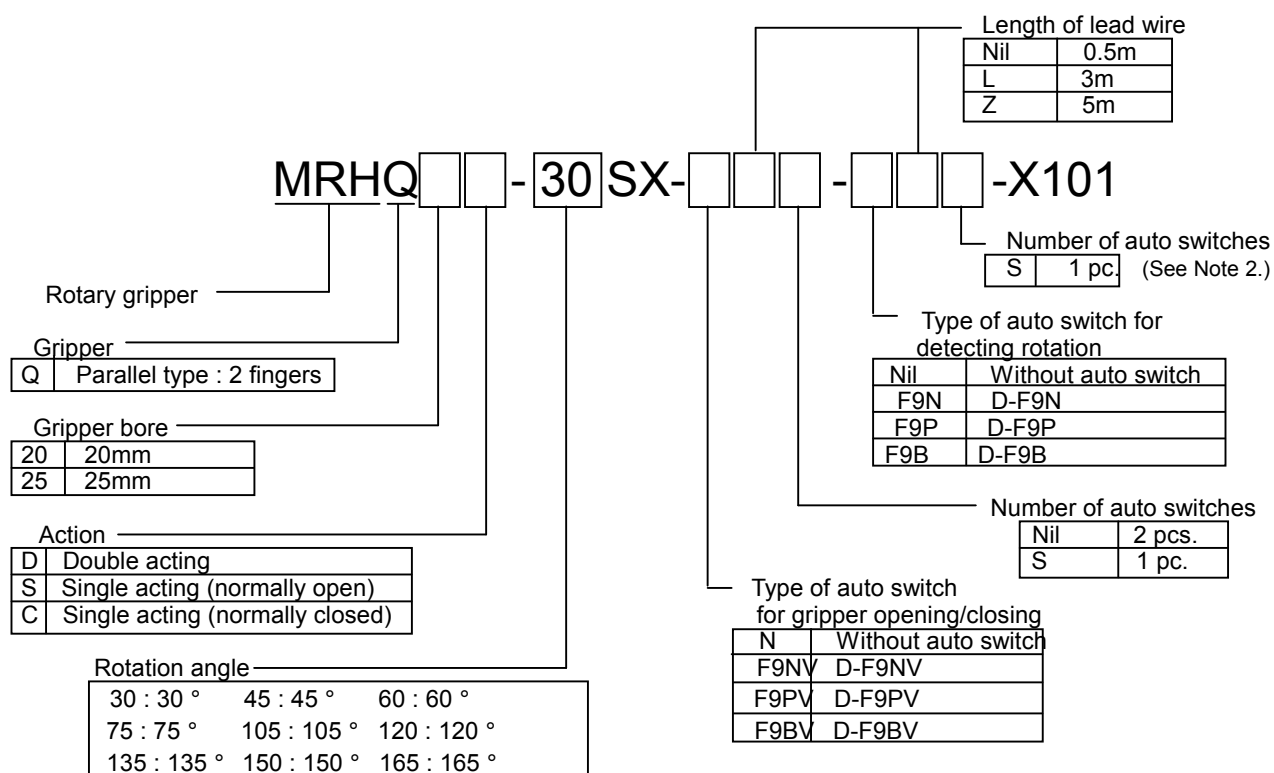 Length of lead wire
Nil 0.5m
L 3m
Z 5m
MRHQ - 30 SX- - -X101
Number of auto switches
S 1 pc. (See Note 2.)
Rotary gripper
Type of auto switch for
detecting rotation
Nil Without auto switch
F9N D-F9N
F9P D-F9P
F9B D-F9B
Gripper
Q Parallel type : 2 fingers
Gripper bore
20 20mm
25 25mm
Number of auto switches
Nil 2 pcs.
S 1 pc.
Action
D Double acting
S Single acting (normally open)
C Single acting (normally closed)
Type of auto switch
for gripper opening/closing
N Without auto switch
F9NV D-F9NV
F9PV D-F9PV
F9BV D-F9BV
Rotation angle
30 : 30 ° 45 : 45 ° 60 : 60 °
75 : 75 ° 105 : 105 ° 120 : 120 °
135 : 135 ° 150 : 150 ° 165 : 165 °